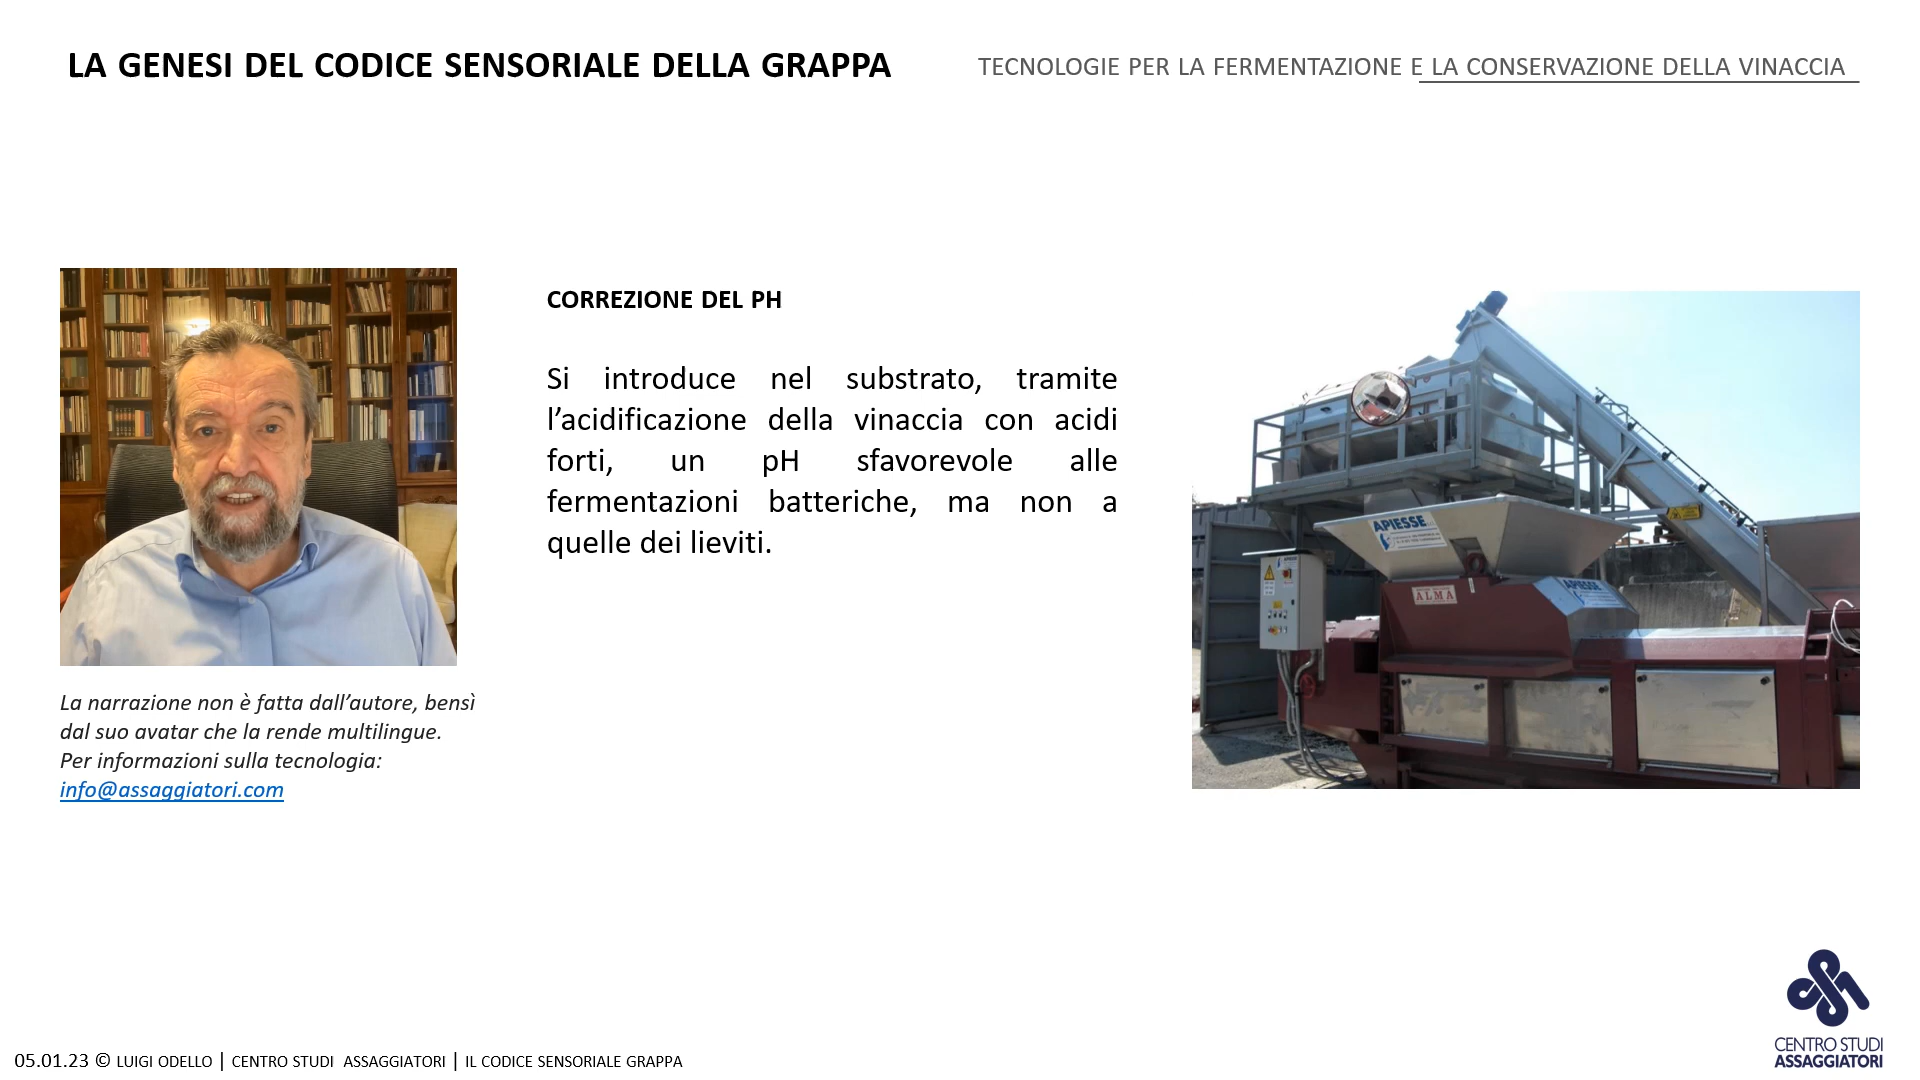 LA GENESI DEL CODICE SENSORIALE DELLA GRAPPA
TECNOLOGIE PER LA FERMENTAZIONE E LA CONSERVAZIONE DELLA VINACCIA
CORREZIONE DEL PH
Si introduce nel substrato, tramite
l’acidificazione della vinaccia con acidi
forti, un pH sfavorevole alle
fermentazioni batteriche, ma non a
quelle dei lieviti.
APIESSE
APIESSE
ALMA
La narrazione non è fatta dall’autore, bensì
dal suo avatar che la rende multilingue.
Per informazioni sulla tecnologia:
info@assaggiatori.com
CENTRO STUDI
ASSAGGIATORI
05.01.23 © LUIGI ODELLO | CENTRO STUDI ASSAGGIATORI | IL CODICE SENSORIALE GRAPPA